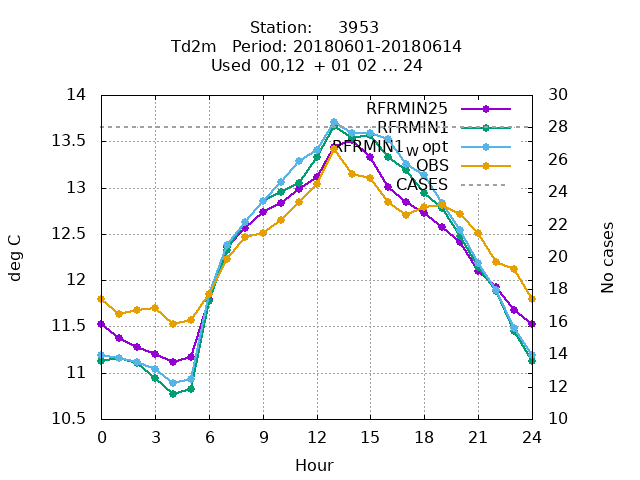 Station: 3953
Td2m Period: 20180601-20180614
Used 00,12 + 01 02 ... 24
14
13.5
13
12.5
12
11.5
11
10.5
30
28
26
24
22
20
18
16
14
12
10
RFRMIN25
RFRMIN1
RFRMIN1_wopt
OBS
CASES
deg C
No cases
0 3 6 9 12 15 18 21 24
Hour